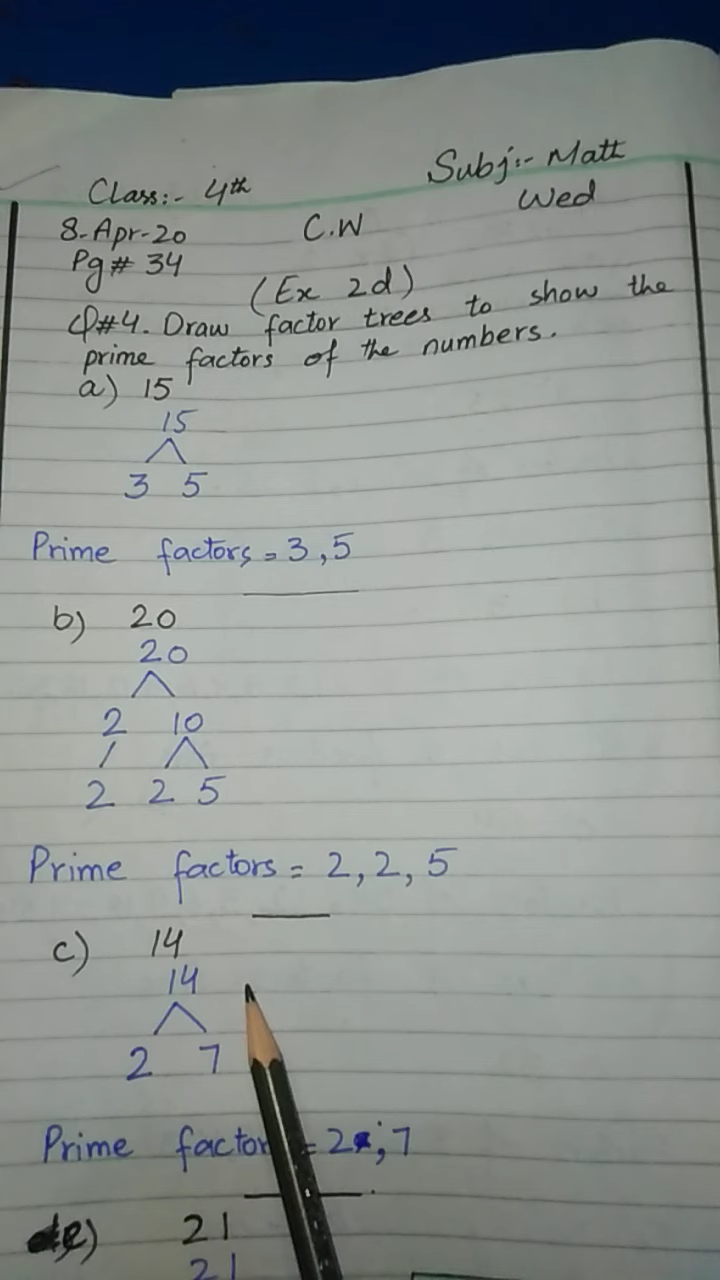 Class:- 4th Subj:- Math
8-Apr-20 C.W Wed
Pg# 34
(Ex 2d)
Q#4. Draw factor trees to show the
prime factors of the numbers.
a) 15
15
3 5
Prime factors = 3,5
b) 20
20
2 10
2 2 5
Prime factors = 2, 2, 5
c) 14
14
2 7
Prime factor = 2, 7
21
21